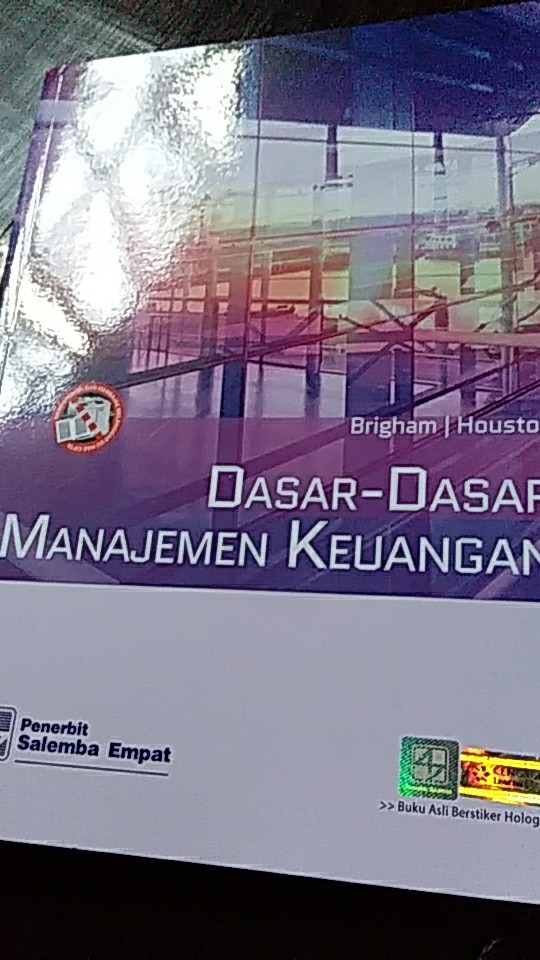 Brigham | Housto
DASAR-DASAR
MANAJEMEN KEUANGAN
Penerbit
Salemba Empat
>> Buku Asli Berstiker Holog